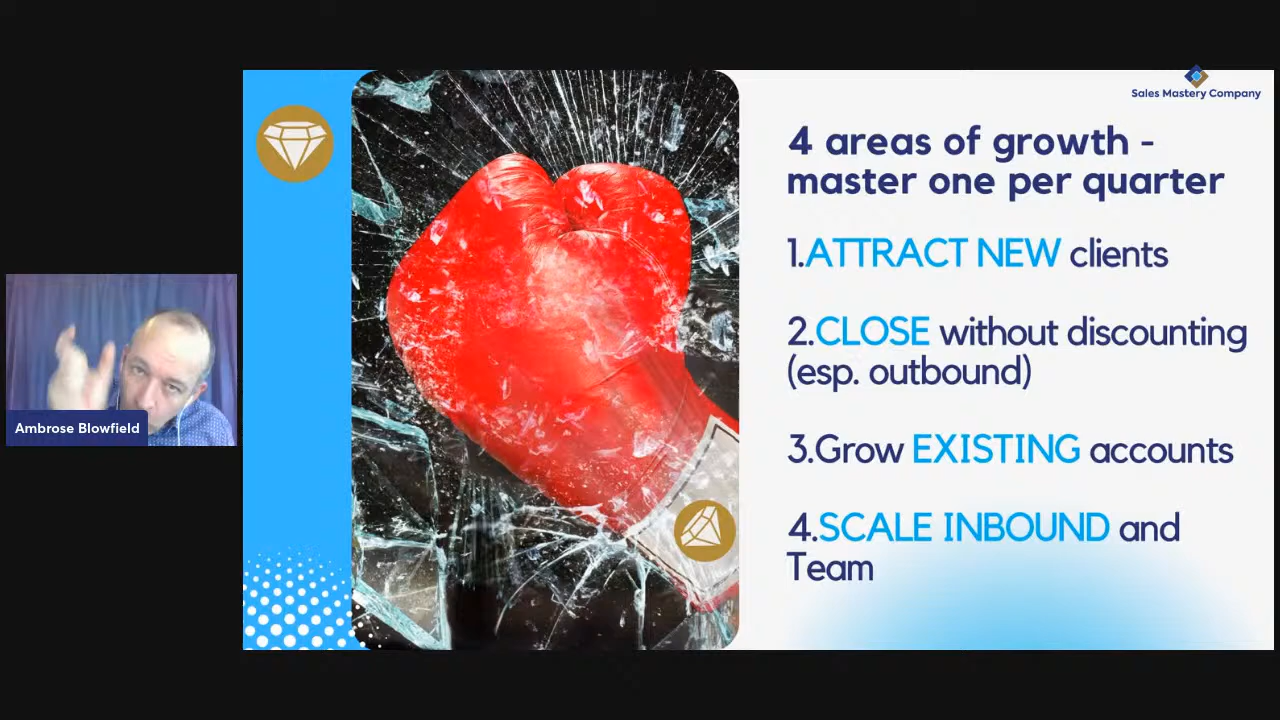 Sales Mastery Company
4 areas of growth -
master one per quarter
1.ATTRACT NEW clients
2.CLOSE without discounting
(esp. outbound)
3.Grow EXISTING accounts
4.SCALE INBOUND and
Team
Ambrose Blowfield